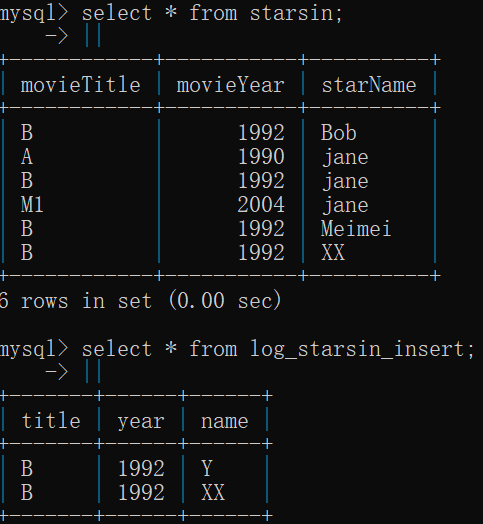 mysql> select * from starsin;
    -> ||
+------------+-----------+----------+
| movieTitle | movieYear | starName |
+------------+-----------+----------+
| B          |      1992 | Bob      |
| A          |      1990 | jane     |
| B          |      1992 | jane     |
| M1         |      2004 | jane     |
| B          |      1992 | Meimei   |
| B          |      1992 | XX       |
+------------+-----------+----------+
6 rows in set (0.00 sec)
mysql> select * from log_starsin_insert;
    -> ||
+-------+------+------+
| title | year | name |
+-------+------+------+
| B     | 1992 | Y    |
| B     | 1992 | XX   |
+-------+------+------+